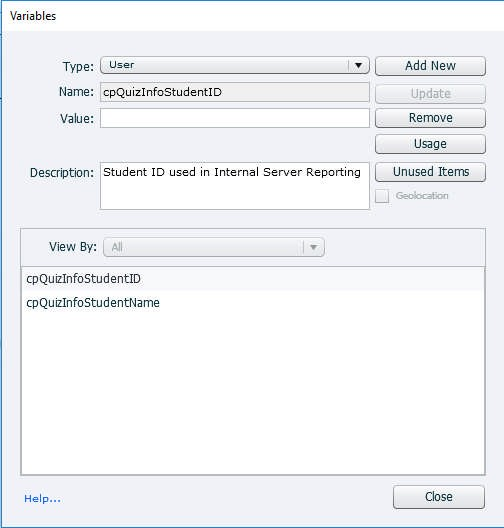 Variables
Type: User Add New
Name: cpQuizInfoStudentID Update
Value: Remove
Usage
Description: Student ID used in Internal Server Reporting Unused Items
Geolocation
View By: All
cpQuizInfoStudentID
cpQuizInfoStudentName
Help... Close